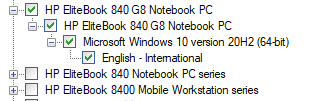 HP EliteBook 840 G8 Notebook PC
HP EliteBook 840 G8 Notebook PC
Microsoft Windows 10 version 20H2 (64-bit)
English - International
HP EliteBook 840 Notebook PC series
HP EliteBook 8400 Mobile Workstation series